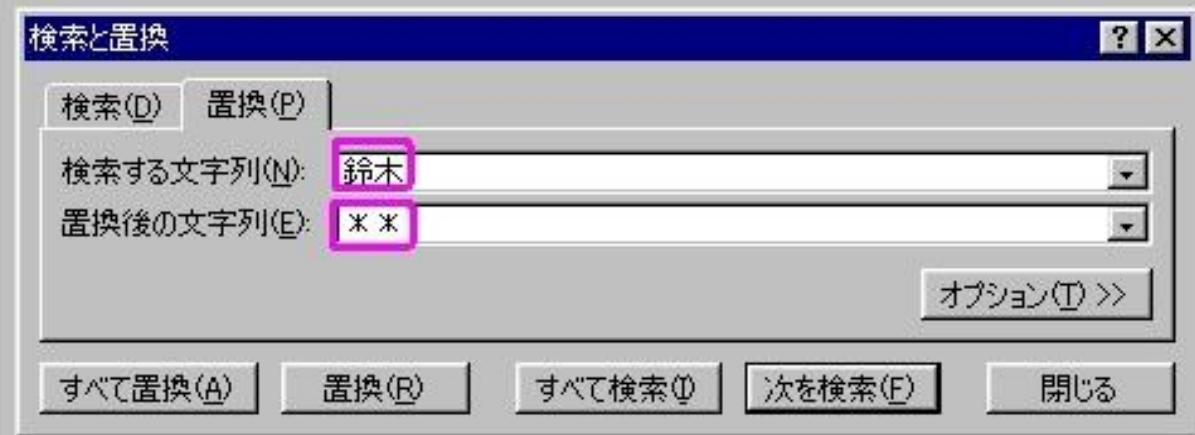 検索と置換
検索(D) 置換(P)
検索する文字列(N): 鈴木
置換後の文字列(E): ＊＊
オプション(T) >>
すべて置換(A) 置換(R) すべて検索(I) 次を検索(F) 閉じる